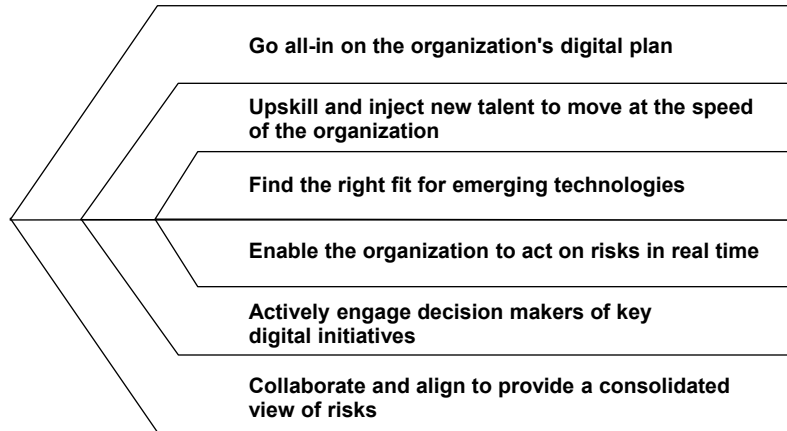 Go all-in on the organization's digital plan
Upskill and inject new talent to move at the speed
of the organization
Find the right fit for emerging technologies
Enable the organization to act on risks in real time
Actively engage decision makers of key
digital initiatives
Collaborate and align to provide a consolidated
view of risks